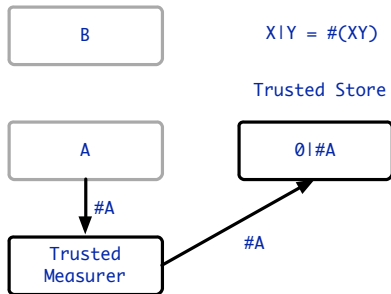 B
X|Y = #(XY)
Trusted Store
A
0|#A
#A
#A
Trusted
Measurer